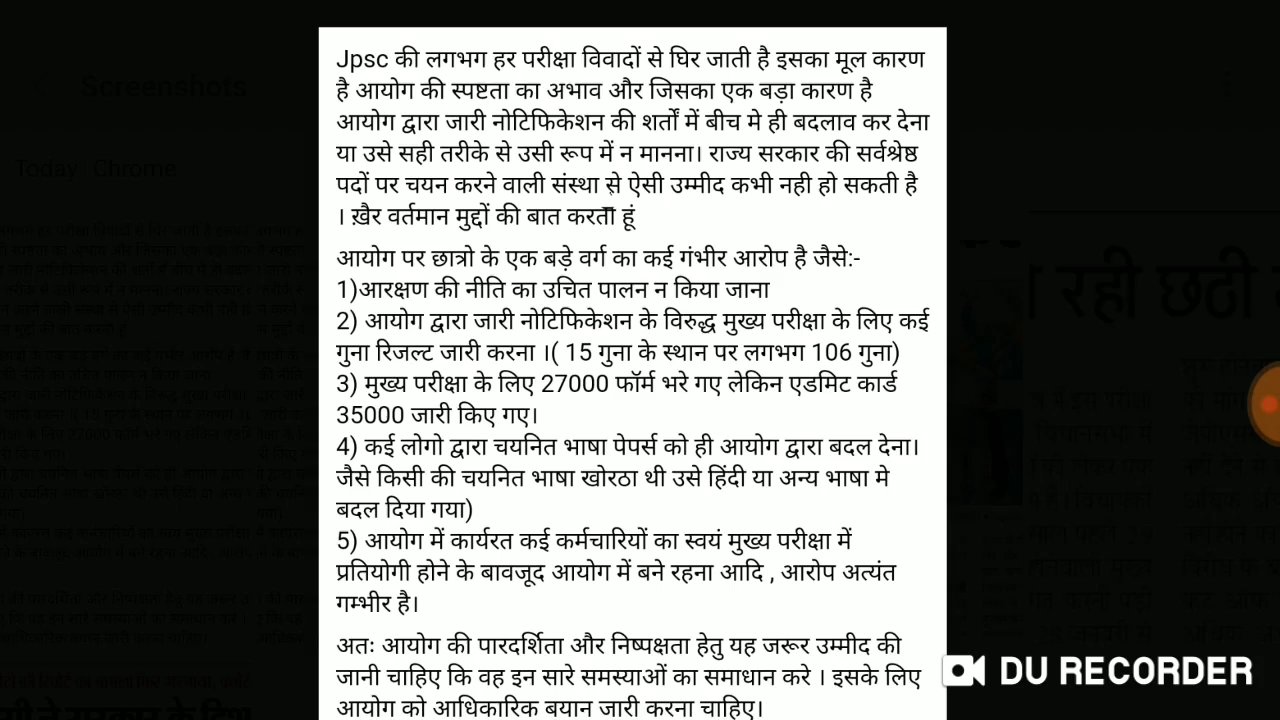 Jpsc की लगभग हर परीक्षा विवादों से घिर जाती है इसका मूल कारण
है आयोग की स्पष्टता का अभाव और जिसका एक बड़ा कारण है
आयोग द्वारा जारी नोटिफिकेशन की शर्तों में बीच मे ही बदलाव कर देना
या उसे सही तरीके से उसी रूप में न मानना। राज्य सरकार की सर्वश्रेष्ठ
पदों पर चयन करने वाली संस्था से ऐसी उम्मीद कभी नही हो सकती है
। ख़ैर वर्तमान मुद्दों की बात करता हूं
आयोग पर छात्रो के एक बड़े वर्ग का कई गंभीर आरोप है जैसे:-
1)आरक्षण की नीति का उचित पालन न किया जाना
2) आयोग द्वारा जारी नोटिफिकेशन के विरुद्ध मुख्य परीक्षा के लिए कई
गुना रिजल्ट जारी करना ।( 15 गुना के स्थान पर लगभग 106 गुना)
3) मुख्य परीक्षा के लिए 27000 फॉर्म भरे गए लेकिन एडमिट कार्ड
35000 जारी किए गए।
4) कई लोगो द्वारा चयनित भाषा पेपर्स को ही आयोग द्वारा बदल देना।
जैसे किसी की चयनित भाषा खोरठा थी उसे हिंदी या अन्य भाषा मे
बदल दिया गया)
5) आयोग में कार्यरत कई कर्मचारियों का स्वयं मुख्य परीक्षा में
प्रतियोगी होने के बावजूद आयोग में बने रहना आदि , आरोप अत्यंत
गम्भीर है।
अतः आयोग की पारदर्शिता और निष्पक्षता हेतु यह जरूर उम्मीद की
जानी चाहिए कि वह इन सारे समस्याओं का समाधान करे । इसके लिए
आयोग को आधिकारिक बयान जारी करना चाहिए।
Screenshots
Today Chrome
रही छठी
DU RECORDER